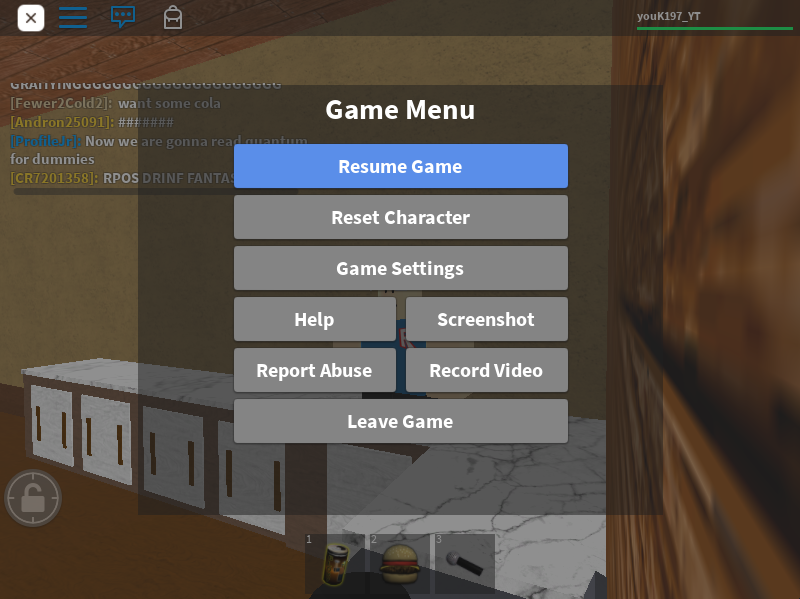 youK197_YT
GRATIYINGGGGGGGGGGGGGGGGGGGGGG
[Fewer2Cold2]: want some cola
[Andron25091]: #######
[ProfileJr]: Now we are gonna read quantum
for dummies
[CR7201358]: RPOS DRINF FANTAS
Game Menu
Resume Game
Reset Character
Game Settings
Help
Screenshot
Report Abuse
Record Video
Leave Game
R
1
2
3